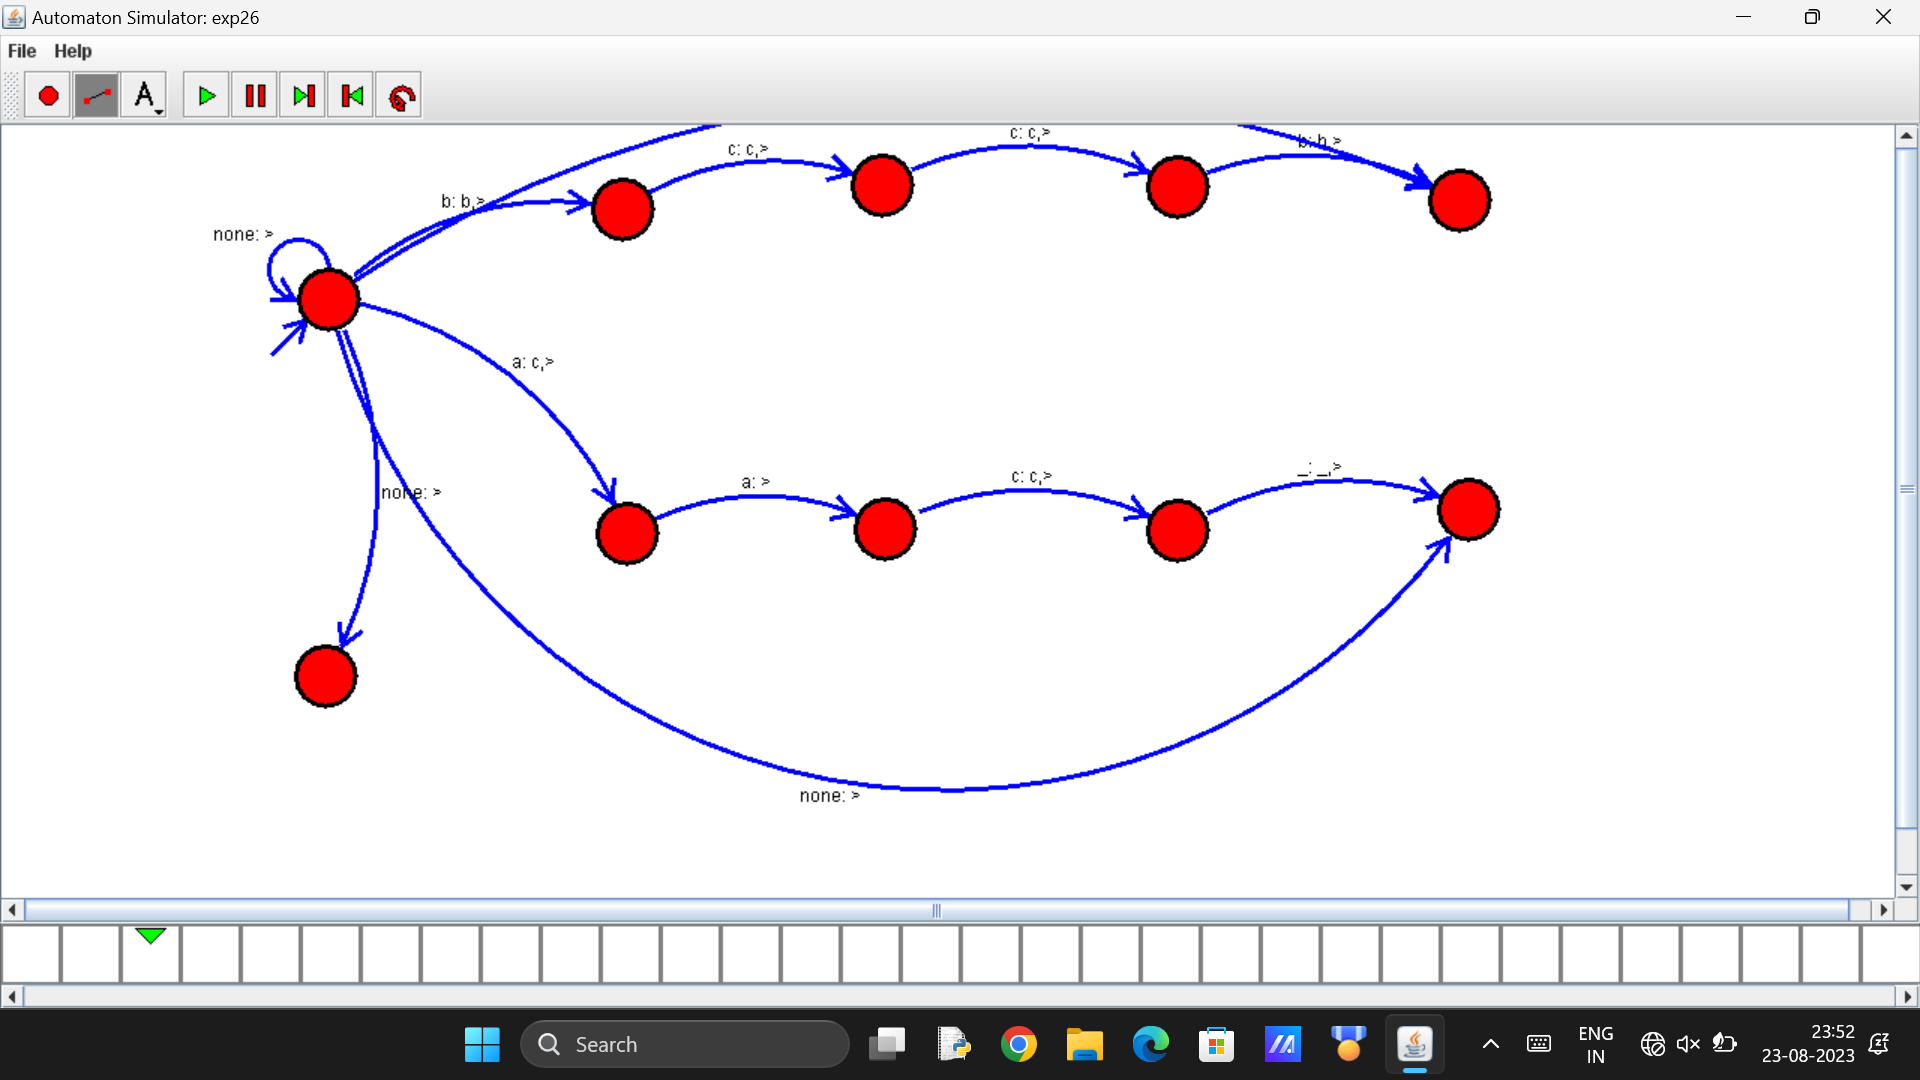 Automaton Simulator: exp26
File Help
A
c: c,>
c: c,>
b: b,>
b: b,>
none: >
a: c,>
a: >
c: c,>
_: _,>
none: >
none: >
Search
ENG
IN
23:52
23-08-2023